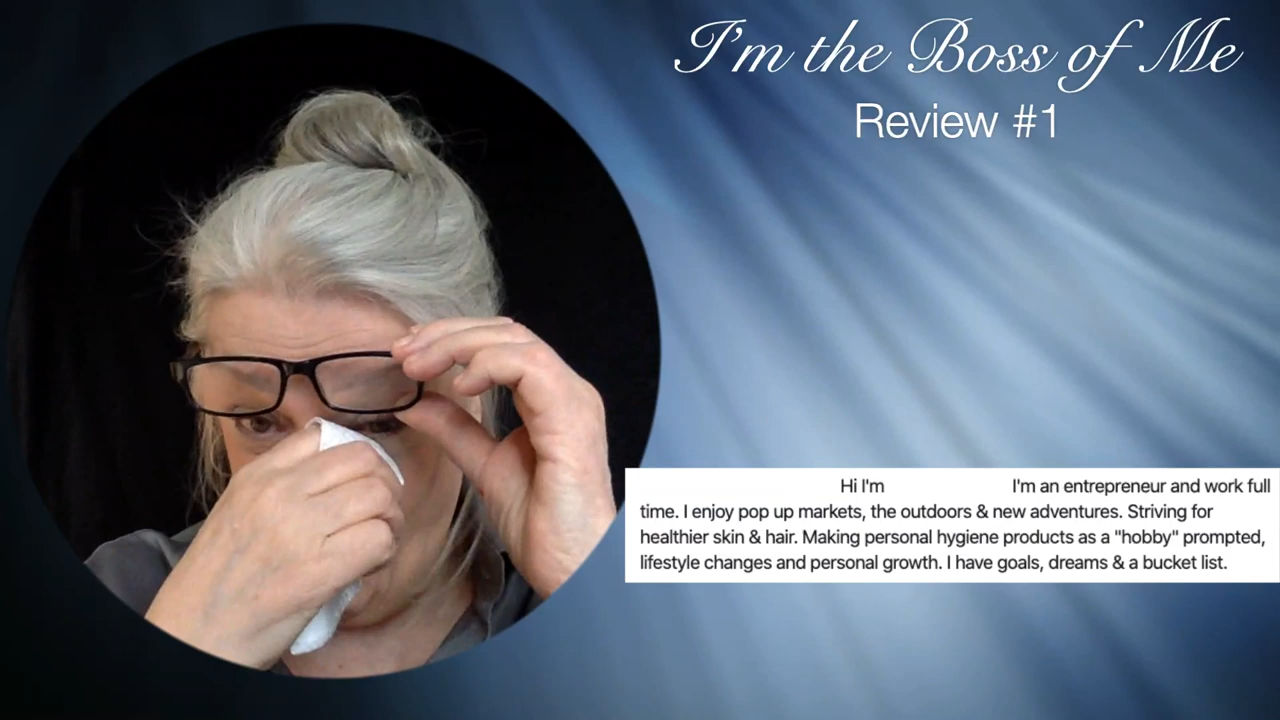 I'm the Boss of Me
Review #1
Hi I'm I'm an entrepreneur and work full
time. I enjoy pop up markets, the outdoors & new adventures. Striving for
healthier skin & hair. Making personal hygiene products as a "hobby" prompted,
lifestyle changes and personal growth. I have goals, dreams & a bucket list.